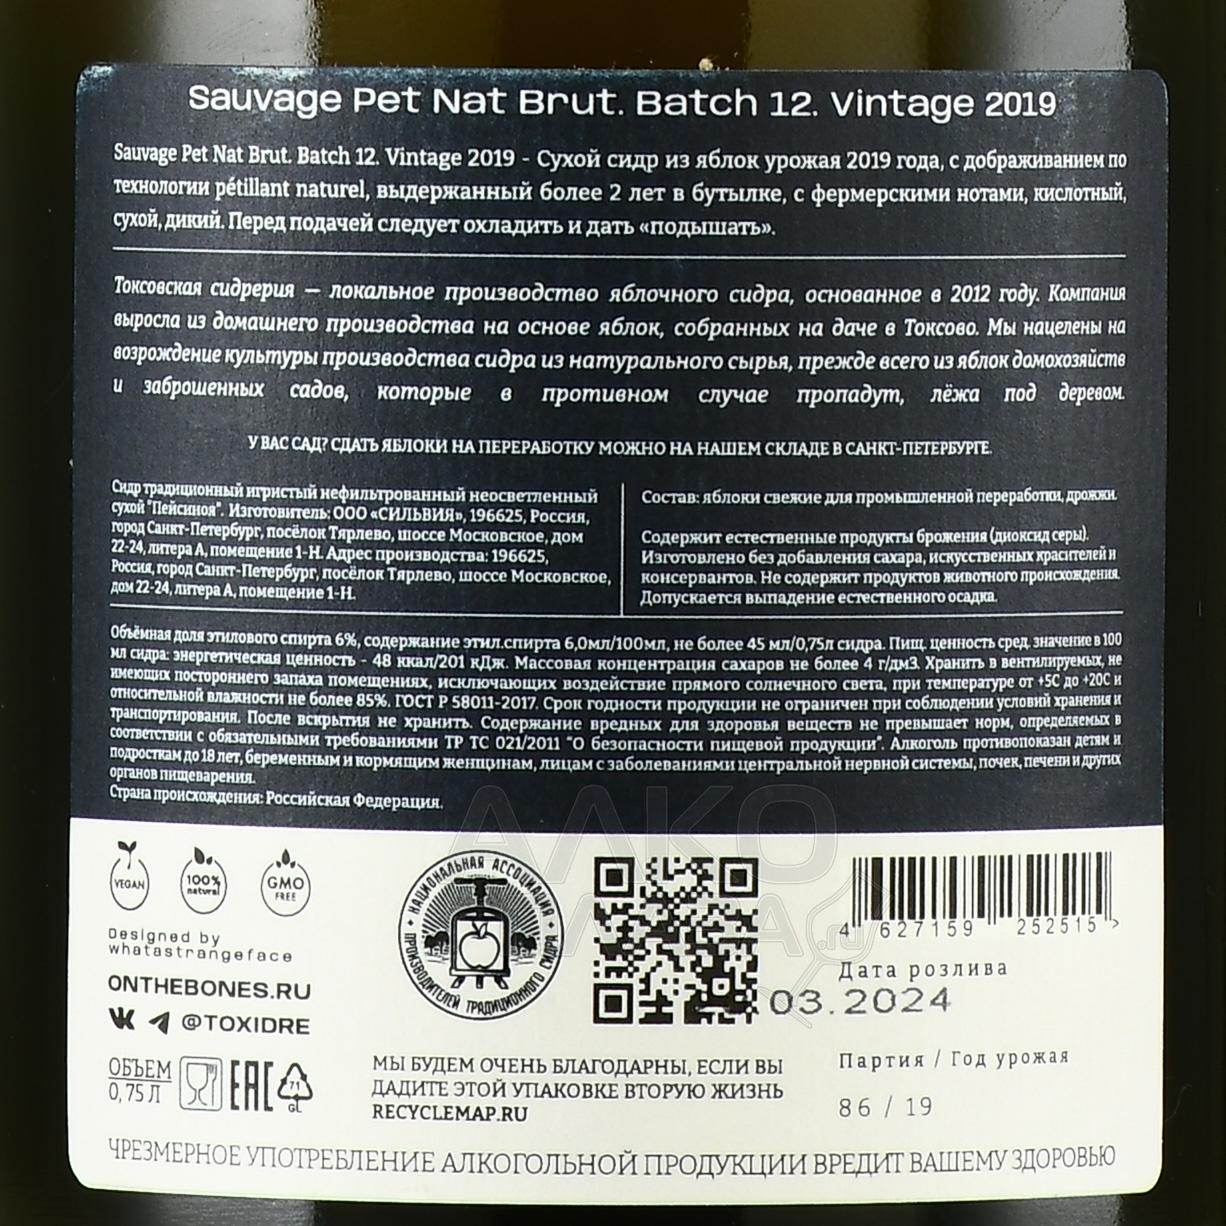 Sauvage Pet Nat Brut. Batch 12. Vintage 2019
Sauvage Pet Nat Brut. Batch 12. Vintage 2019 - Сухой сидр из яблок урожая 2019 года, с дображиванием по
технологии pétillant naturel, выдержанный более 2 лет в бутылке, с фермерскими нотами, кислотный,
сухой, дикий. Перед подачей следует охладить и дать «подышать».
Токсовская сидрерия — локальное производство яблочного сидра, основанное в 2012 году. Компания
выросла из домашнего производства на основе яблок, собранных на даче в Токсово. Мы нацелены на
возрождение культуры производства сидра из натурального сырья, прежде всего из яблок домохозяйств
и заброшенных садов, которые в противном случае пропадут, лёжа под деревом.
У ВАС САД? СДАТЬ ЯБЛОКИ НА ПЕРЕРАБОТКУ МОЖНО НА НАШЕМ СКЛАДЕ В САНКТ-ПЕТЕРБУРГЕ.
Сидр традиционный игристый нефильтрованный неосветленный
сухой "Пейсиноя". Изготовитель: ООО «СИЛЬВИЯ», 196625, Россия,
город Санкт-Петербург, посёлок Тярлево, шоссе Московское, дом
22-24, литера А, помещение 1-Н. Адрес производства: 196625,
Россия, город Санкт-Петербург, посёлок Тярлево, шоссе Московское,
дом 22-24, литера А, помещение 1-Н.
Состав: яблоки свежие для промышленной переработки, дрожжи.
Содержит естественные продукты брожения (диоксид серы).
Изготовлено без добавления сахара, искусственных красителей и
консервантов. Не содержит продуктов животного происхождения.
Допускается выпадение естественного осадка.
Объёмная доля этилового спирта 6%, содержание этил.спирта 6,0мл/100мл, не более 45 мл/0,75л сидра. Пищ. ценность сред. значение в 100
мл сидра: энергетическая ценность - 48 ккал/201 кДж. Массовая концентрация сахаров не более 4 г/дм3. Хранить в вентилируемых, не
имеющих постороннего запаха помещениях, исключающих воздействие прямого солнечного света, при температуре от +5С до +20С и
относительной влажности не более 85%. ГОСТ Р 58011-2017. Срок годности продукции не ограничен при соблюдении условий хранения и
транспортирования. После вскрытия не хранить. Содержание вредных для здоровья веществ не превышает норм, определяемых в
соответствии с обязательными требованиями ТР ТС 021/2011 "О безопасности пищевой продукции". Алкоголь противопоказан детям и
подросткам до 18 лет, беременным и кормящим женщинам, лицам с заболеваниями центральной нервной системы, почек, печени и других
органов пищеварения.
Страна происхождения: Российская Федерация.
VEGAN
100% natural
GMO FREE
Designed by
whatastrangeface
ONTHEBONES.RU
@TOXIDRE
НАЦИОНАЛЬНАЯ АССОЦИАЦИЯ
ПРОИЗВОДИТЕЛЕЙ ТРАДИЦИОННОГО СИДРА
АЛКО
ЛАВКА.ru
4 627159 252515 >
Дата розлива
03.2024
ОБЪЕМ
0,75Л
EAC
71
GL
МЫ БУДЕМ ОЧЕНЬ БЛАГОДАРНЫ, ЕСЛИ ВЫ
ДАДИТЕ ЭТОЙ УПАКОВКЕ ВТОРУЮ ЖИЗНЬ
RECYCLEMAP.RU
Партия / Год урожая
86 / 19
ЧРЕЗМЕРНОЕ УПОТРЕБЛЕНИЕ АЛКОГОЛЬНОЙ ПРОДУКЦИИ ВРЕДИТ ВАШЕМУ ЗДОРОВЬЮ